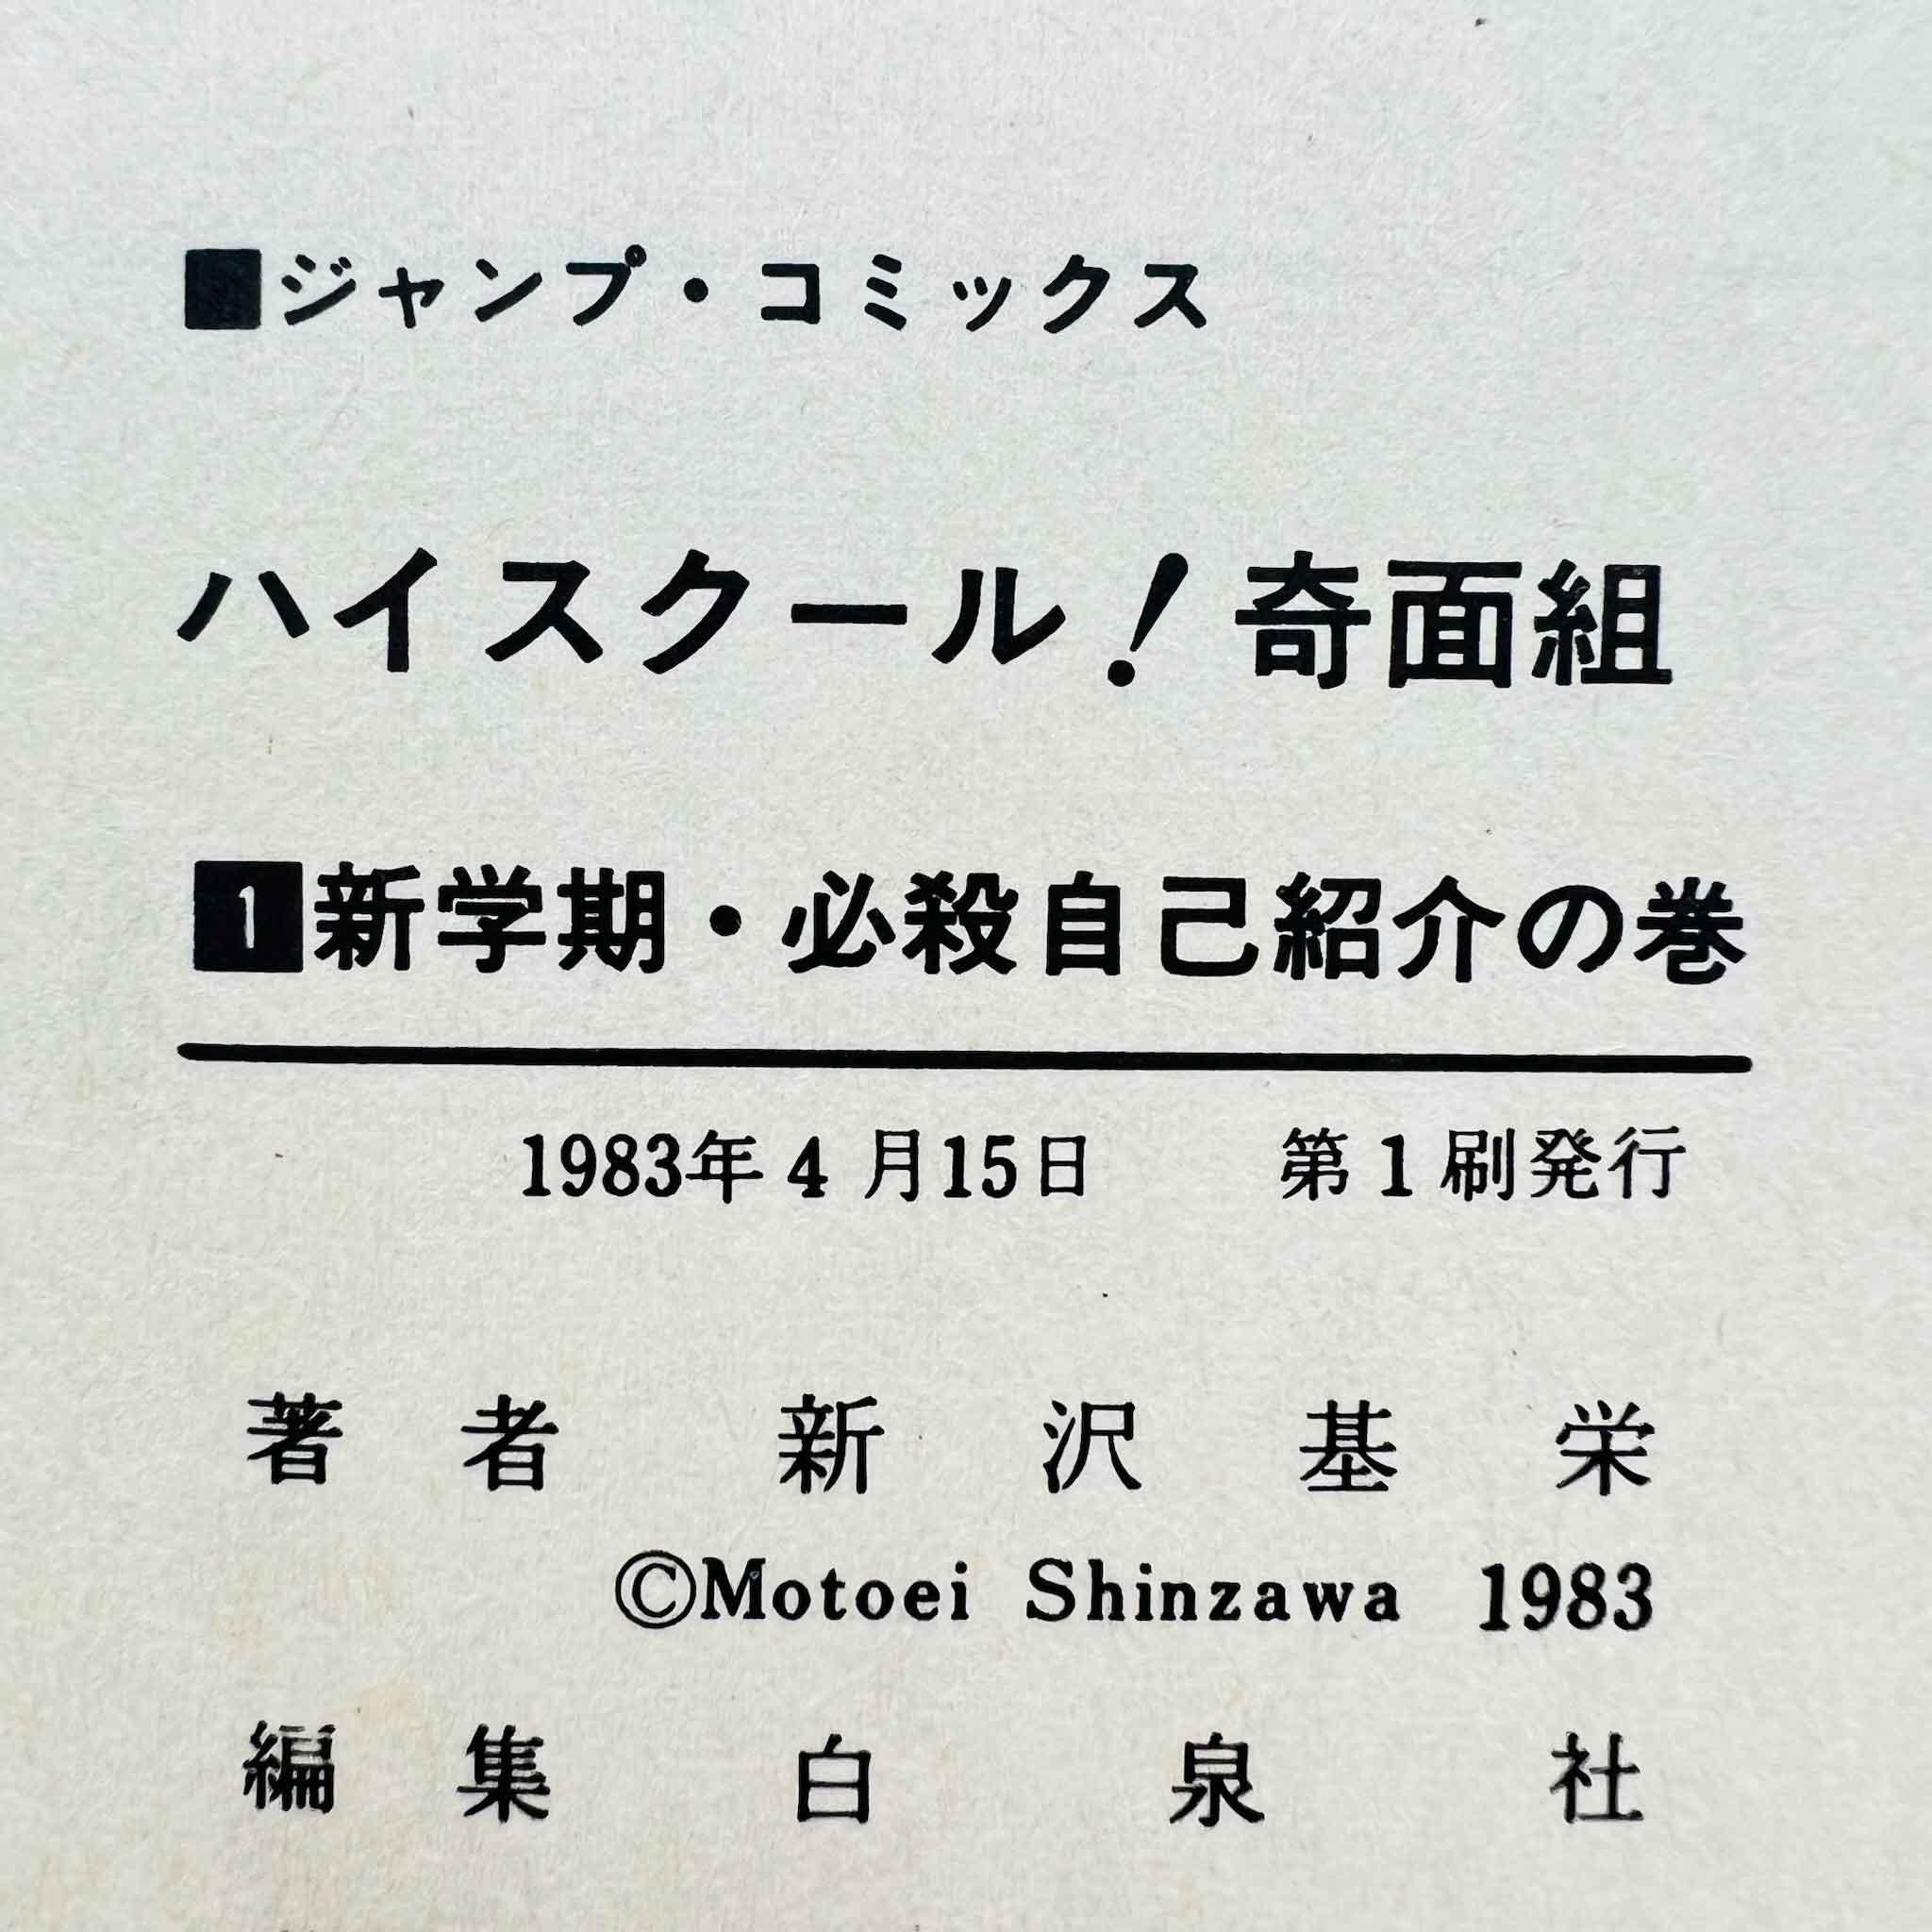 ■ジャンプ・コミックス
ハイスクール！奇面組
1新学期・必殺自己紹介の巻
1983年4月15日　第1刷発行
著者　新沢基栄
©Motoei Shinzawa 1983
編集　白泉社